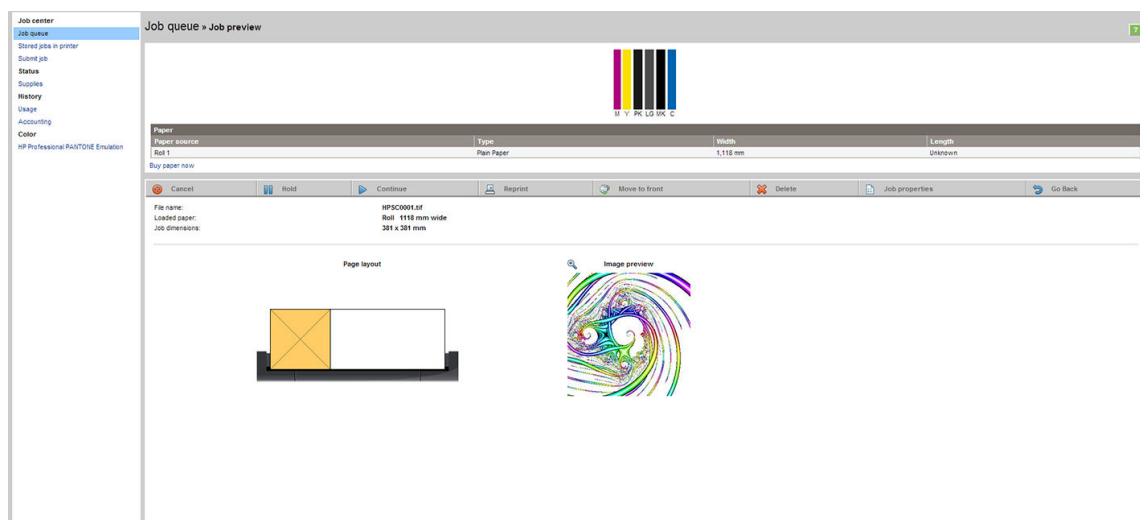 Job center
Job queue
Stored jobs in printer
Submit job
Status
Supplies
History
Usage
Accounting
Color
HP Professional PANTONE Emulation
Job queue » Job preview
?
M Y PK LG MK C
Paper
Paper source Type Width Length
Roll 1 Plain Paper 1,118 mm Unknown
Buy paper now
Cancel Hold Continue Reprint Move to front Delete Job properties Go Back
File name: HPSC0001.tif
Loaded paper: Roll 1118 mm wide
Job dimensions: 381 x 381 mm
Page layout Image preview